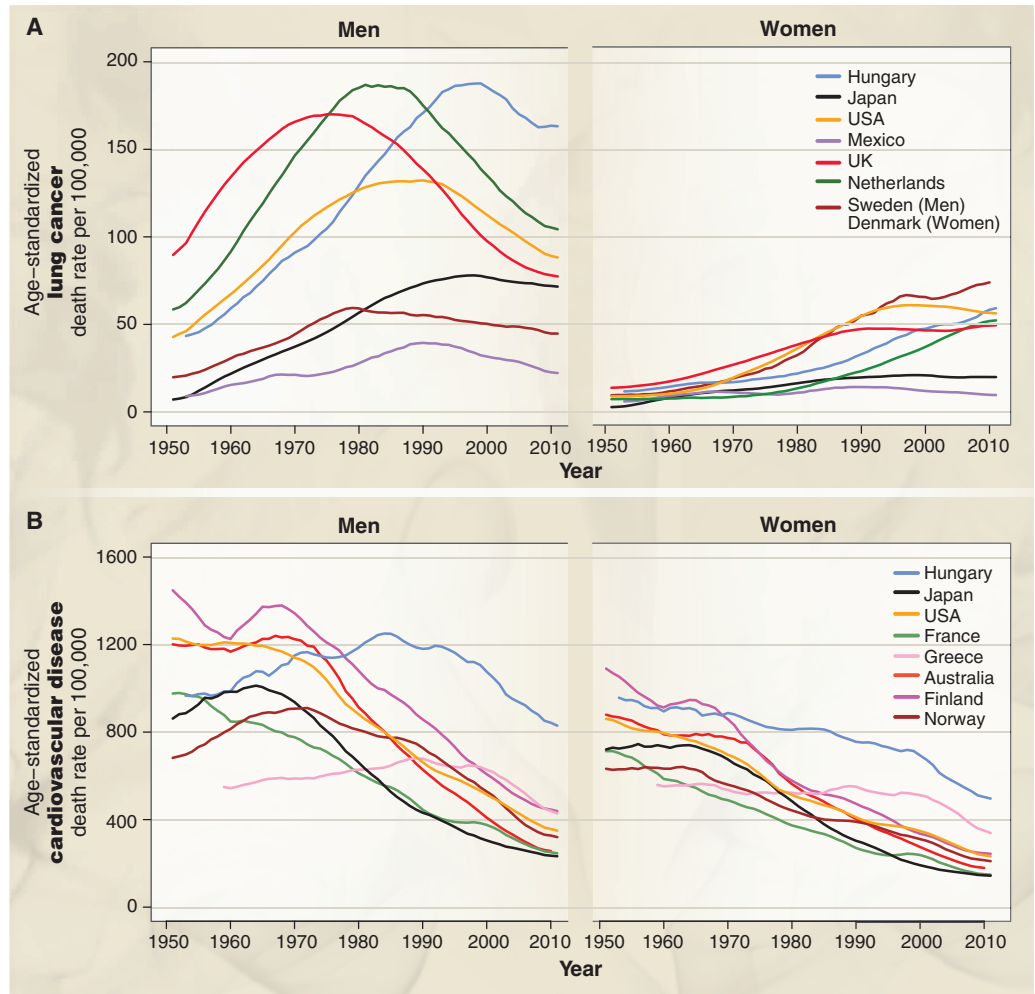 A
Men
Women
Age–standardized
lung cancer
death rate per 100,000
200
150
100
50
0
Hungary
Japan
USA
Mexico
UK
Netherlands
Sweden (Men)
Denmark (Women)
1950 1960 1970 1980 1990 2000 2010
1950 1960 1970 1980 1990 2000 2010
Year
B
Men
Women
Age–standardized
cardiovascular disease
death rate per 100,000
1600
1200
800
400
0
Hungary
Japan
USA
France
Greece
Australia
Finland
Norway
1950 1960 1970 1980 1990 2000 2010
1950 1960 1970 1980 1990 2000 2010
Year